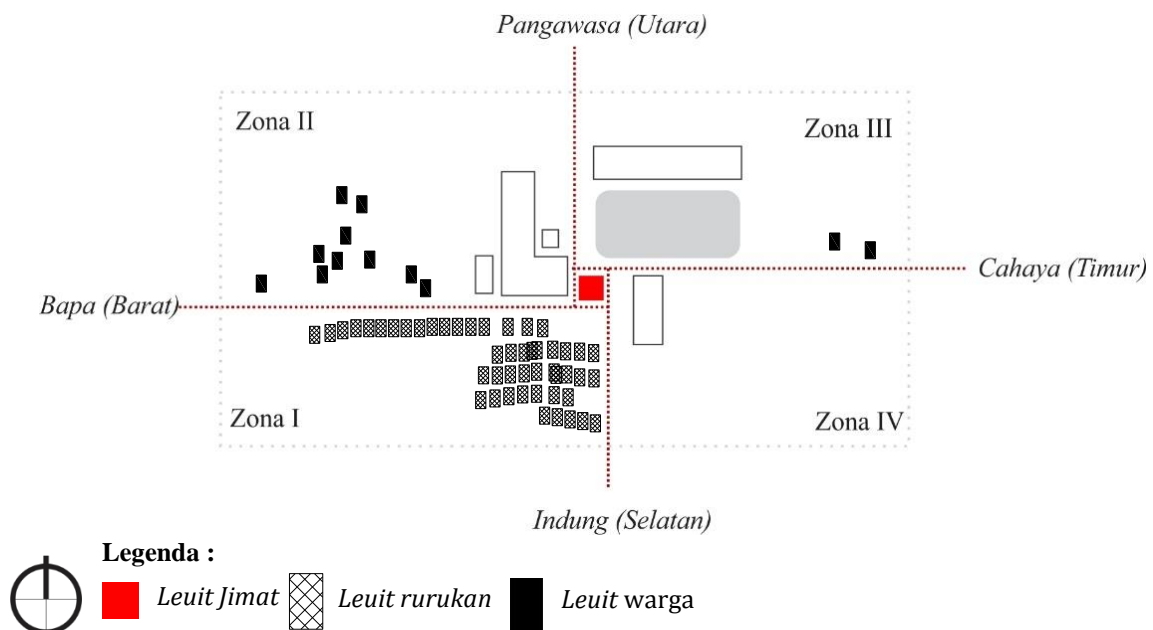 Pangawasa (Utara)
Zona II
Zona III
Cahaya (Timur)
Bapa (Barat)
Zona I
Zona IV
Indung (Selatan)
Legenda :
Leuit Jimat
Leuit rurukan
Leuit warga